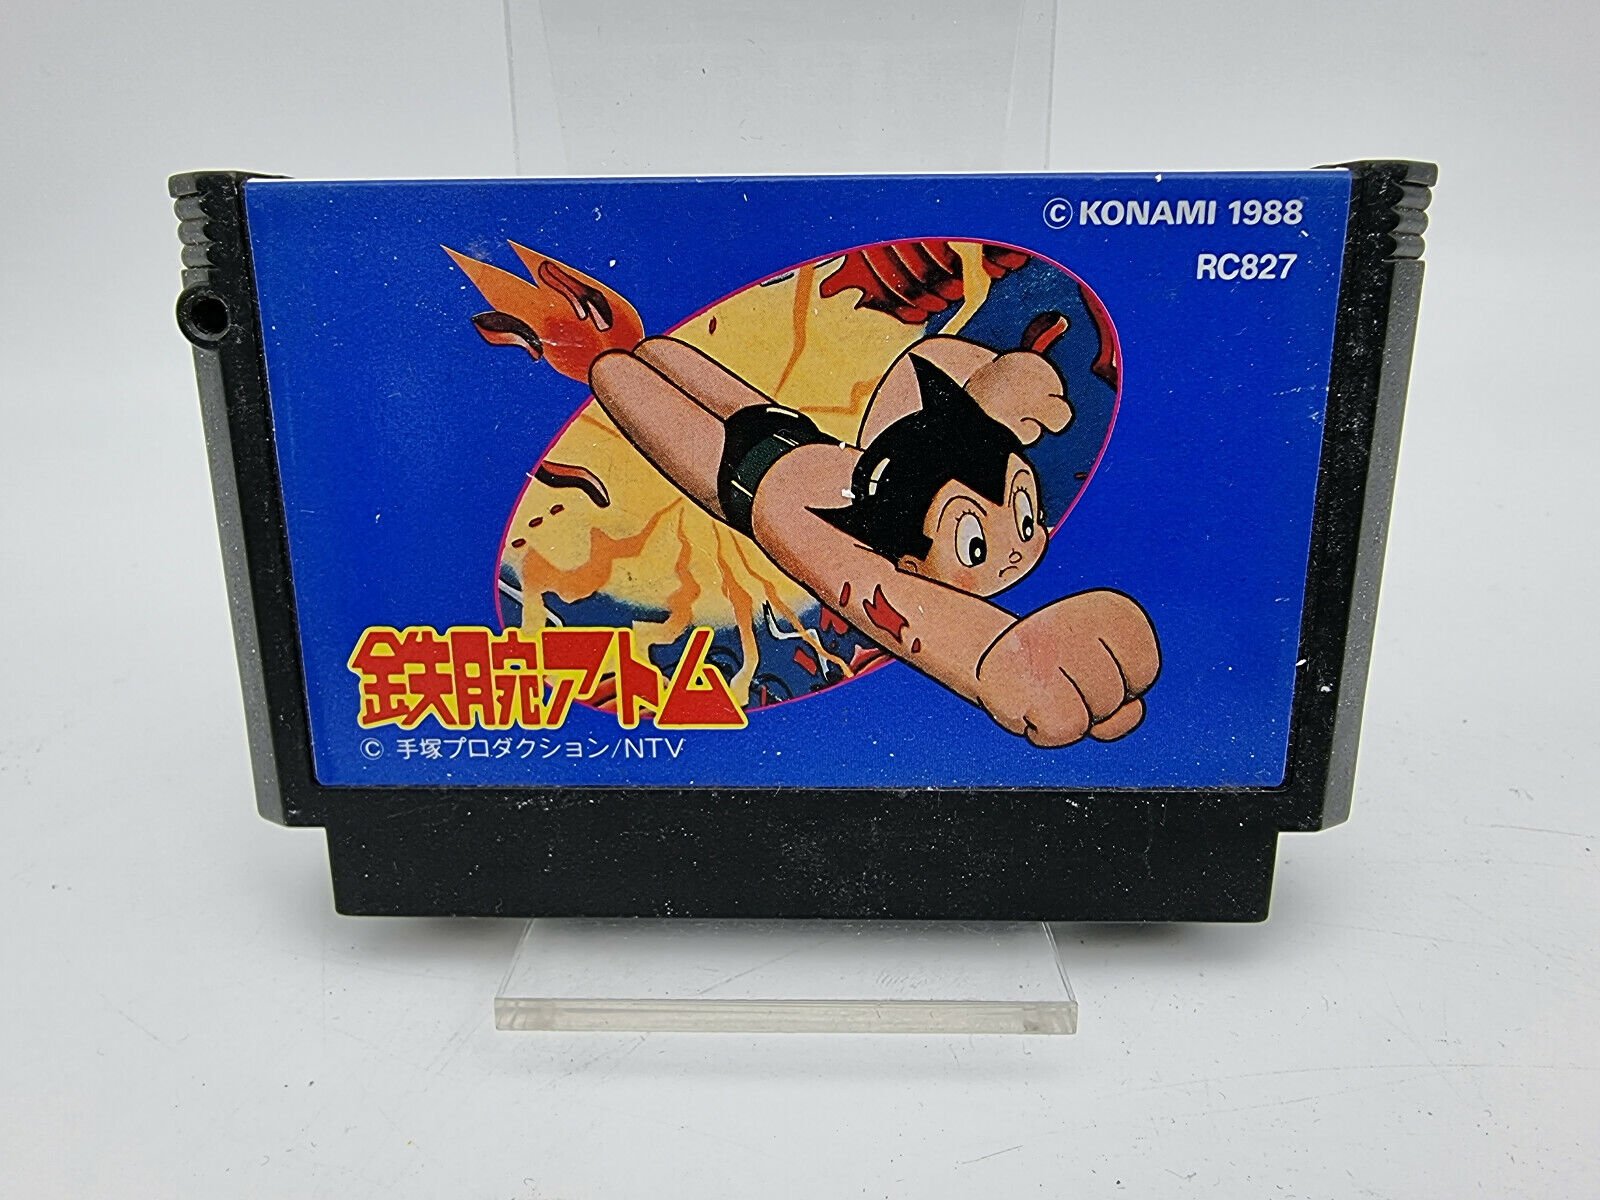 © KONAMI 1988
RC827
鉄腕アトム
© 手塚プロダクション/NTV